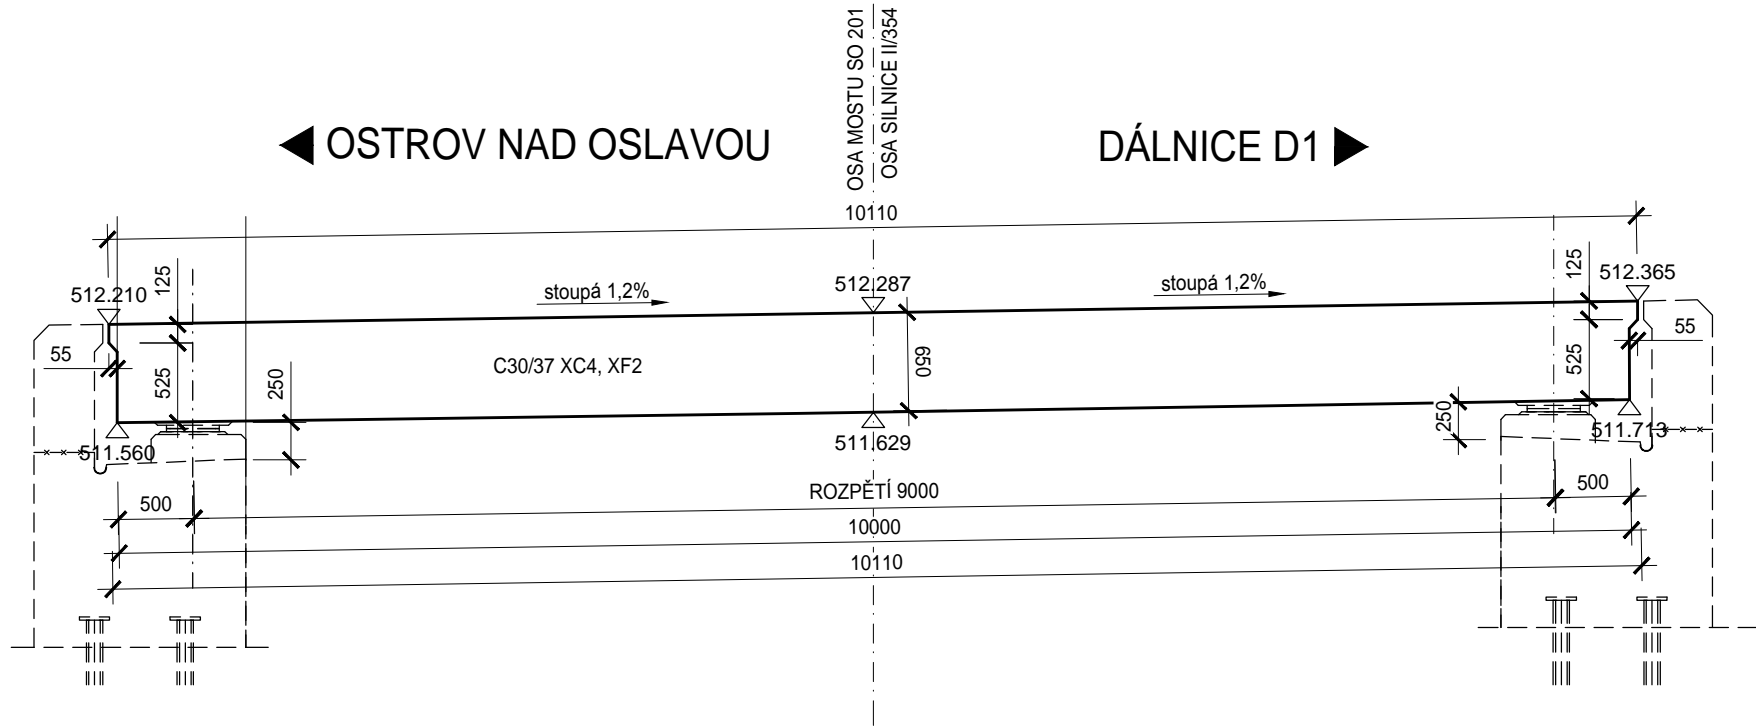 OSA MOSTU SO 201
OSA SILNICE II/354
OSTROV NAD OSLAVOU
DÁLNICE D1
10110
125
512.210
stoupá 1,2%
512.287
stoupá 1,2%
125
512.365
55
525
250
C30/37 XC4, XF2
650
525
55
250
511.560
511.629
511.713
500
ROZPĚTÍ 9000
500
10000
10110